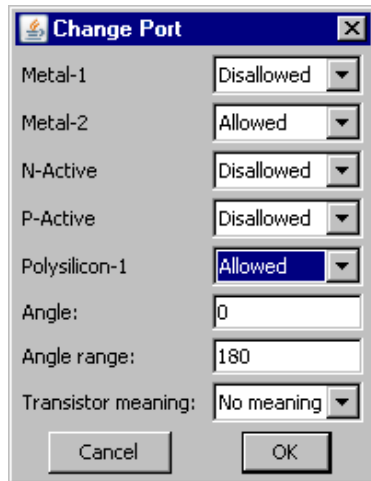 Change Port
Metal-1 Disallowed
Metal-2 Allowed
N-Active Disallowed
P-Active Disallowed
Polysilicon-1 Allowed
Angle: 0
Angle range: 180
Transistor meaning: No meaning
Cancel OK